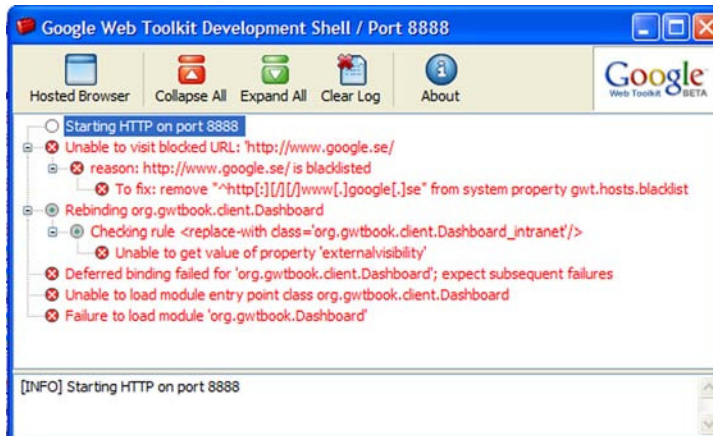 Google Web Toolkit Development Shell / Port 8888
Hosted Browser Collapse All Expand All Clear Log About
Google
Web Toolkit BETA
Starting HTTP on port 8888
Unable to visit blocked URL: 'http://www.google.se/
reason: http://www.google.se/ is blacklisted
To fix: remove "^http[:][/][/]www[.]google[.]se" from system property gwt.hosts.blacklist
Rebinding org.gwtbook.client.Dashboard
Checking rule <replace-with class='org.gwtbook.client.Dashboard_intranet'/>
Unable to get value of property 'externalvisibility'
Deferred binding failed for 'org.gwtbook.client.Dashboard'; expect subsequent failures
Unable to load module entry point class org.gwtbook.client.Dashboard
Failure to load module 'org.gwtbook.Dashboard'
[INFO] Starting HTTP on port 8888